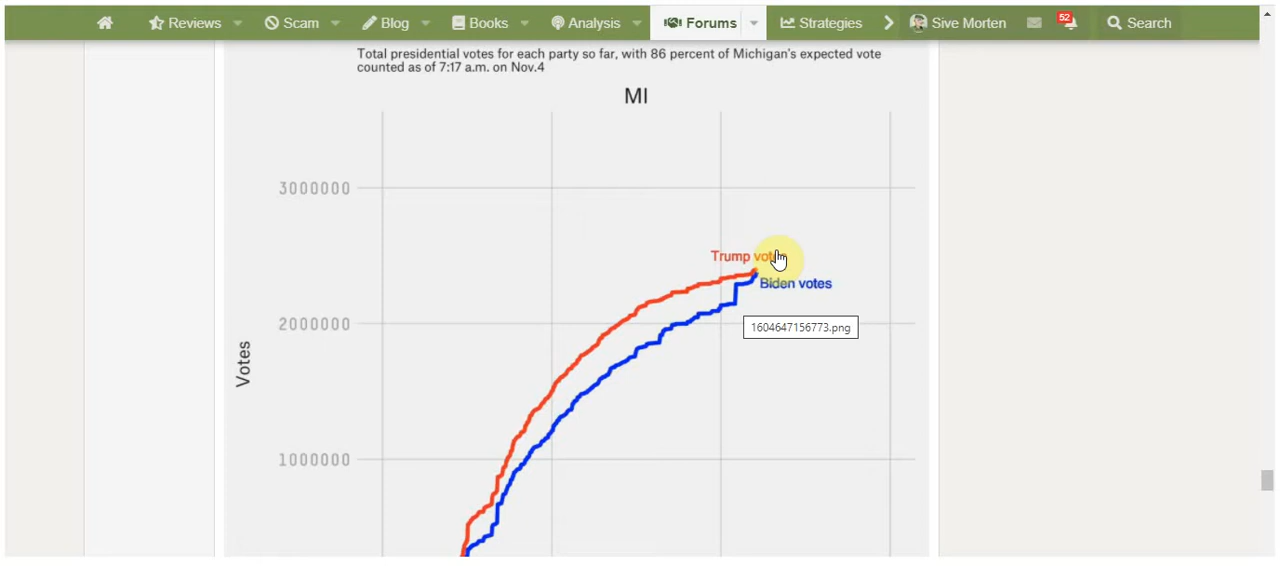 Reviews Scam Blog Books Analysis Forums Strategies Sive Morten 52 Search
Total presidential votes for each party so far, with 86 percent of Michigan's expected vote
counted as of 7:17 a.m. on Nov.4
MI
3000000
Trump
Biden votes
1604647156773.png
2000000
Votes
1000000